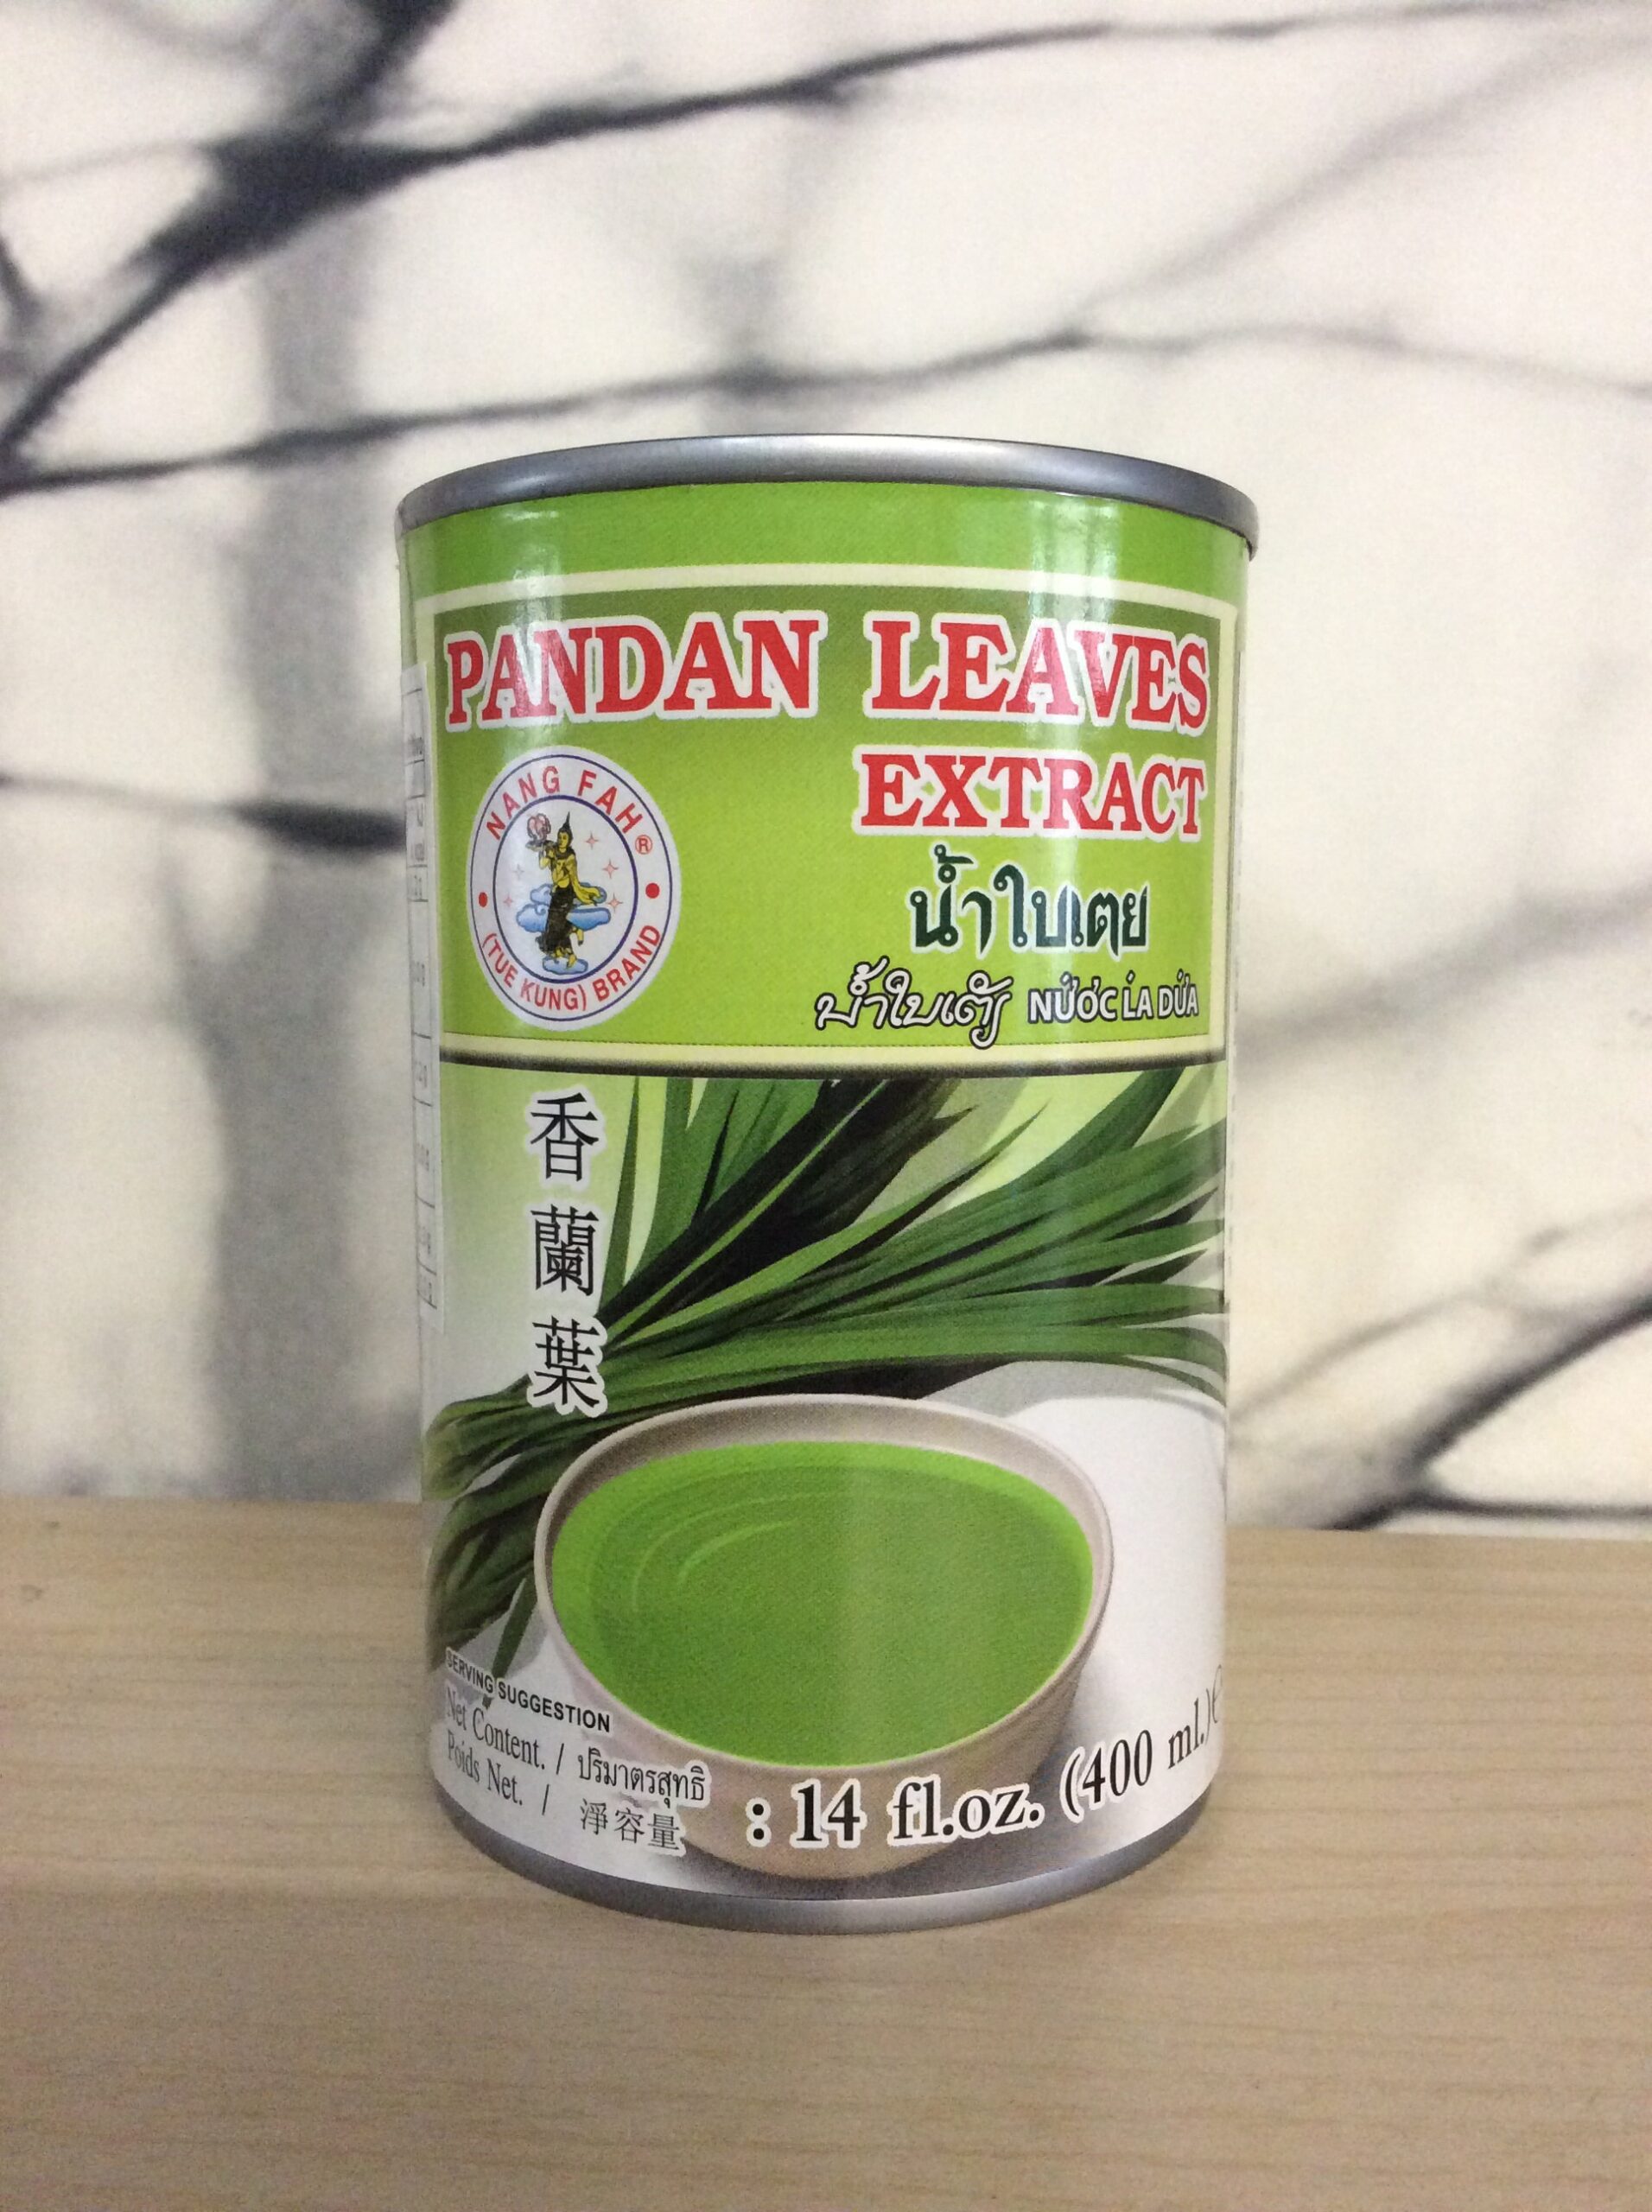 PANDAN LEAVES
EXTRACT
NANG FAH®
(TUE KUNG) BRAND
น้ำใบเตย
NƯỚC LÁ DỨA
香
蘭
葉
SERVING SUGGESTION
Net Content. / ปริมาตรสุทธิ
Poids Net. / 淨容量
: 14 fl.oz. (400 ml.)